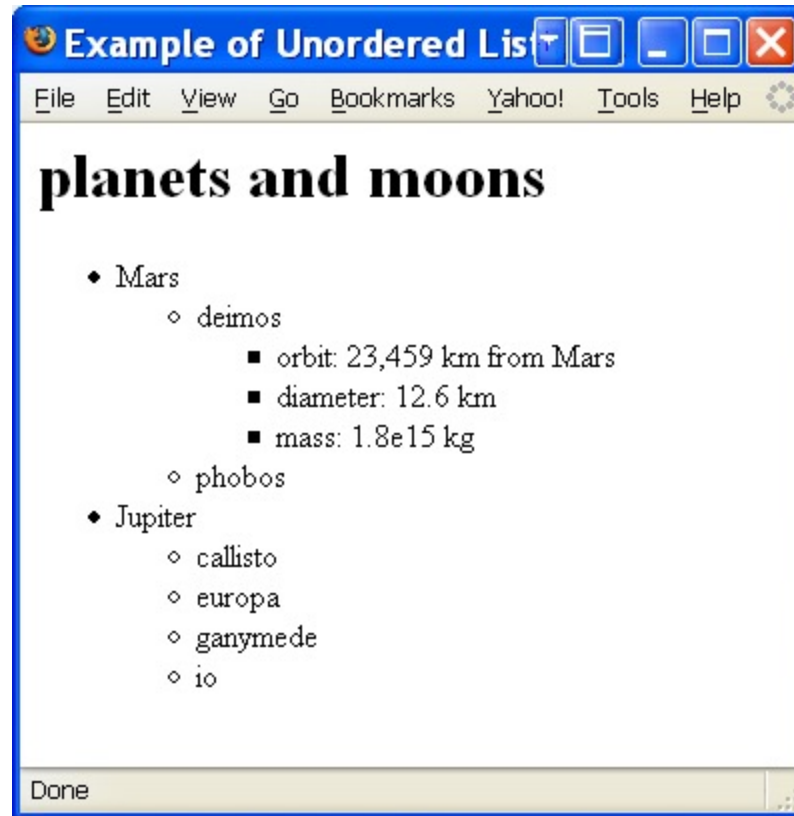 Example of Unordered List
File Edit View Go Bookmarks Yahoo! Tools Help
planets and moons
Mars
deimos
orbit: 23,459 km from Mars
diameter: 12.6 km
mass: 1.8e15 kg
phobos
Jupiter
callisto
europa
ganymede
io
Done